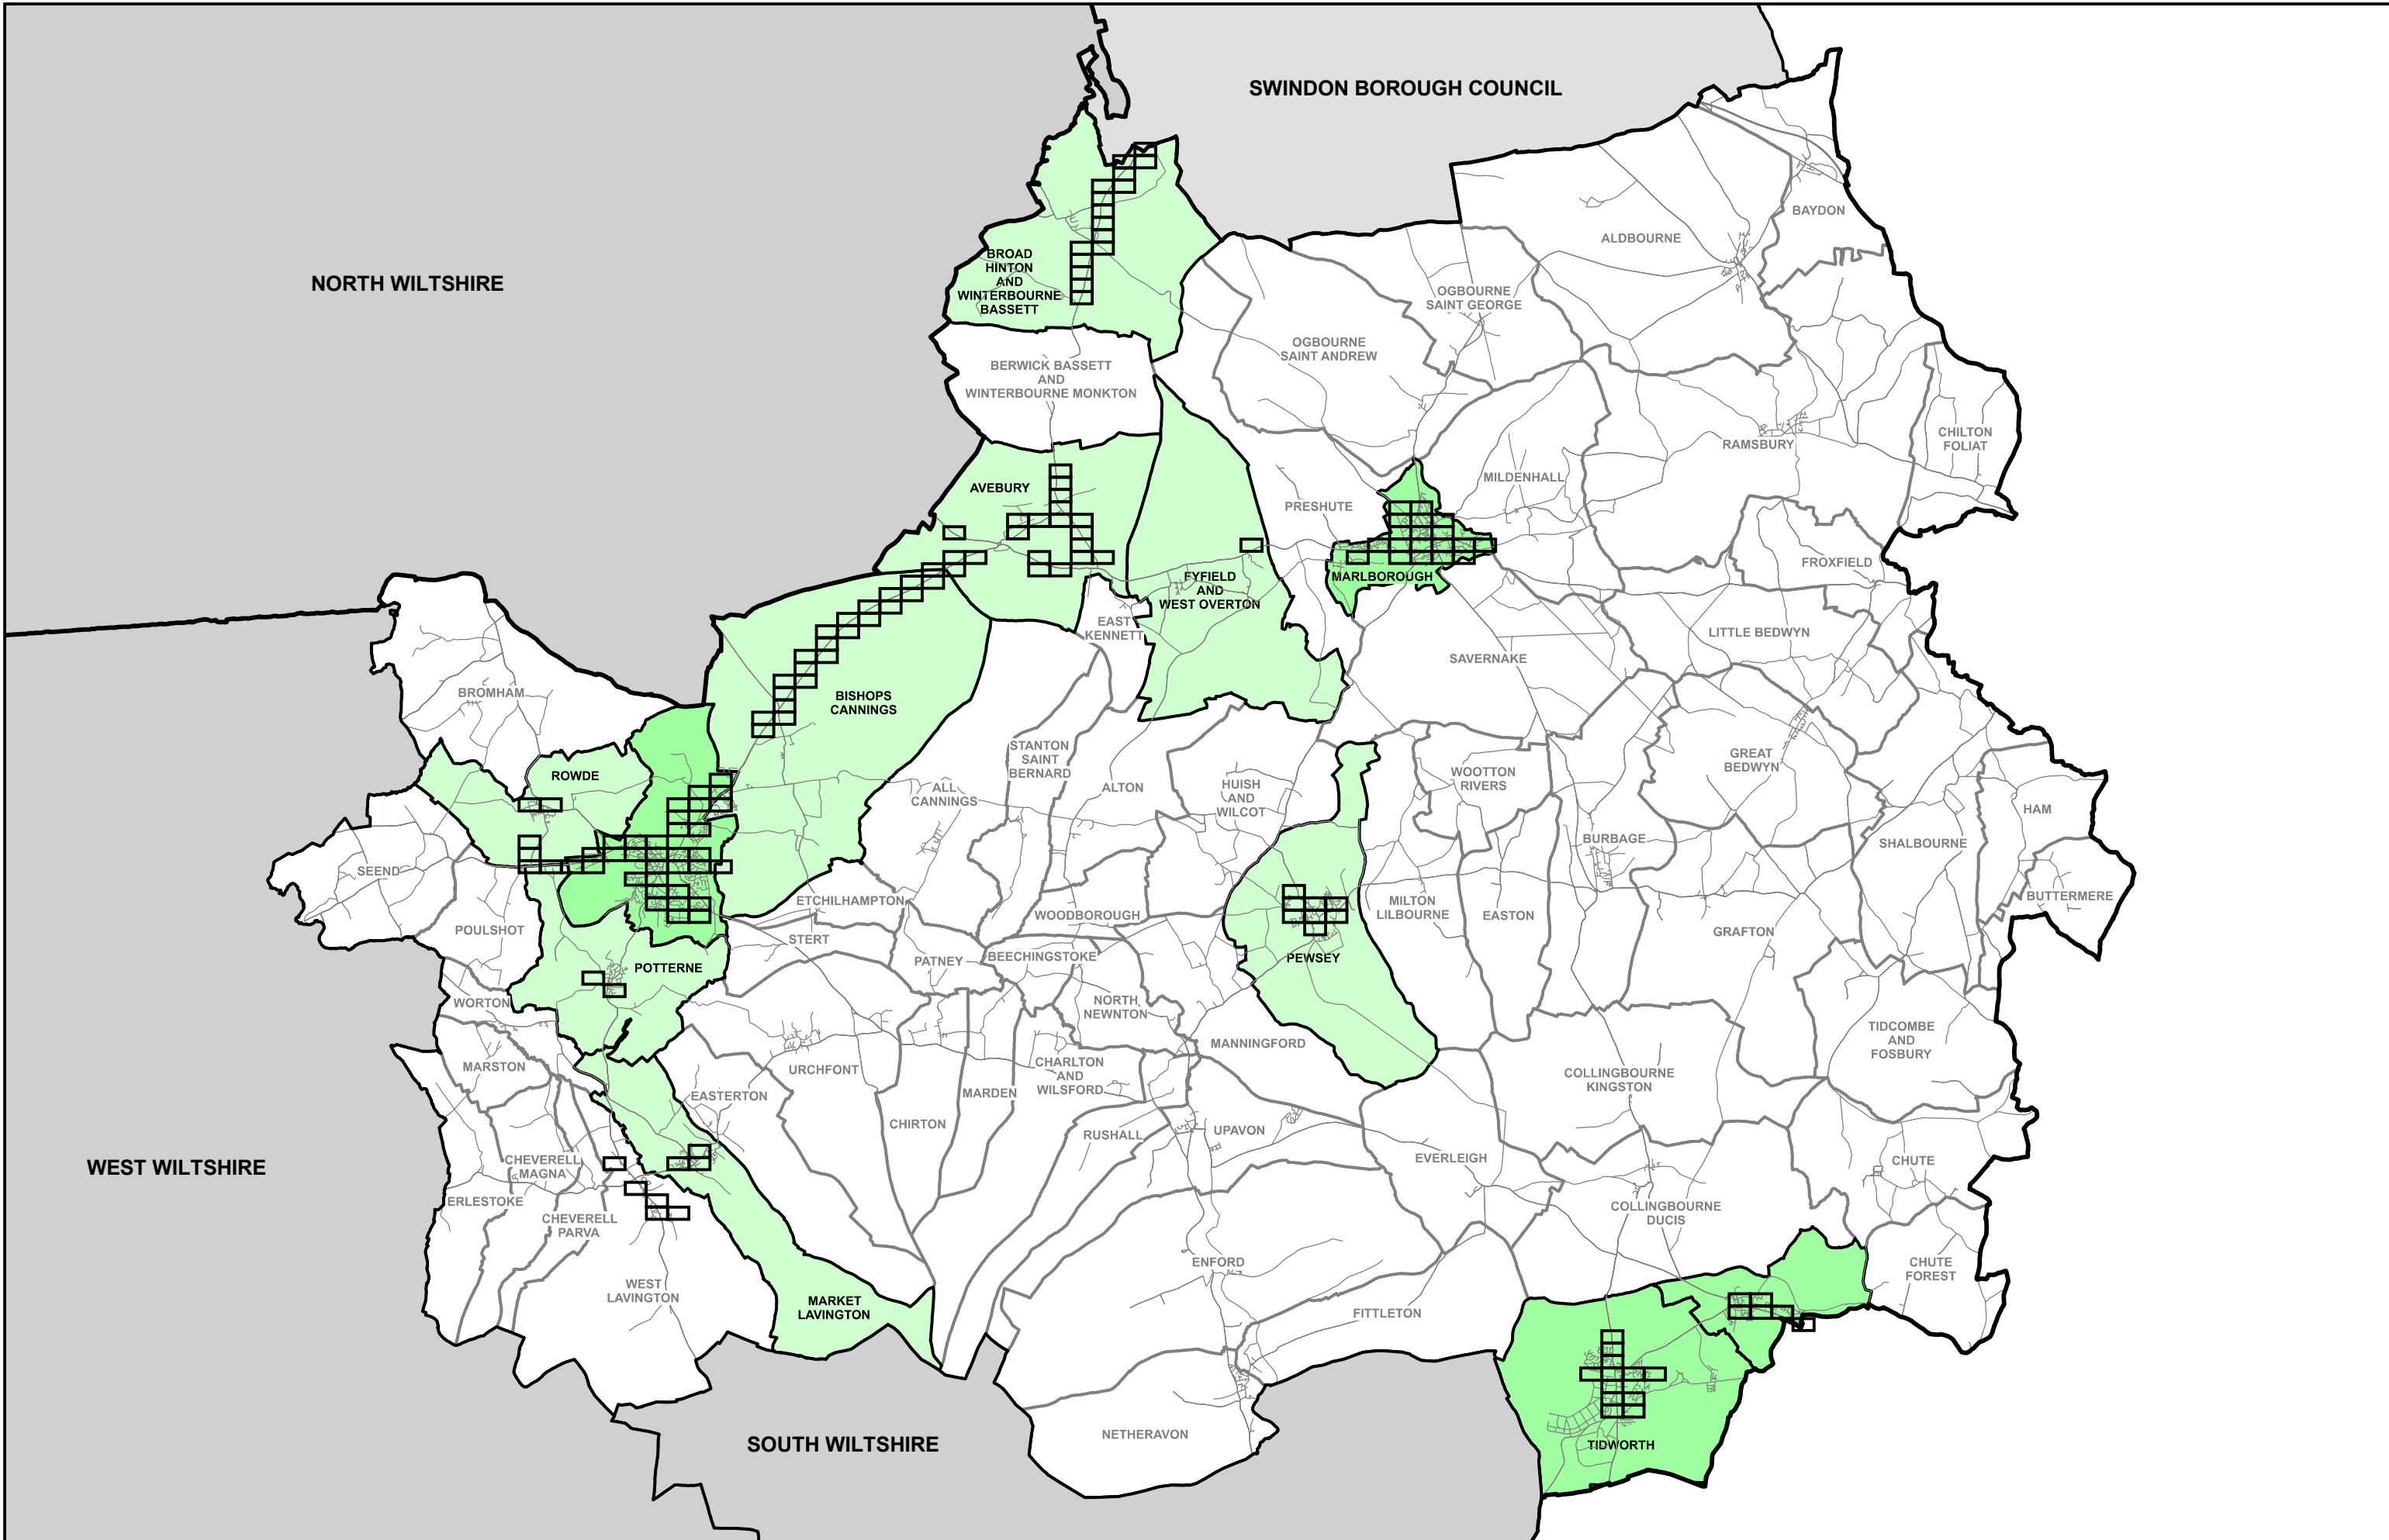 SWINDON BOROUGH COUNCIL
NORTH WILTSHIRE
BAYDON
ALDBOURNE
BROAD
HINTON
AND
WINTERBOURNE
BASSETT
OGBOURNE
SAINT GEORGE
OGBOURNE
SAINT ANDREW
BERWICK BASSETT
AND
WINTERBOURNE MONKTON
CHILTON
FOLIAT
RAMSBURY
MILDENHALL
AVEBURY
PRESHUTE
FROXFIELD
MARLBOROUGH
FYFIELD
AND
WEST OVERTON
EAST
KENNETT
LITTLE BEDWYN
SAVERNAKE
BROMHAM
BISHOPS
CANNINGS
STANTON
SAINT
BERNARD
GREAT
BEDWYN
ROWDE
WOOTTON
RIVERS
ALL
CANNINGS
ALTON
HUISH
AND
WILCOT
HAM
BURBAGE
SHALBOURNE
SEEND
BUTTERMERE
ETCHILHAMPTON
MILTON
LILBOURNE
EASTON
WOODBOROUGH
POULSHOT
GRAFTON
STERT
BEECHINGSTOKE
PATNEY
PEWSEY
POTTERNE
WORTON
NORTH
NEWNTON
TIDCOMBE
AND
FOSBURY
MANNINGFORD
MARSTON
URCHFONT
CHARLTON
AND
WILSFORD
COLLINGBOURNE
KINGSTON
EASTERTON
MARDEN
CHIRTON
RUSHALL
UPAVON
WEST WILTSHIRE
CHEVERELL
MAGNA
EVERLEIGH
CHUTE
ERLESTOKE
CHEVERELL
PARVA
COLLINGBOURNE
DUCIS
ENFORD
CHUTE
FOREST
WEST
LAVINGTON
MARKET
LAVINGTON
FITTLETON
NETHERAVON
SOUTH WILTSHIRE
TIDWORTH